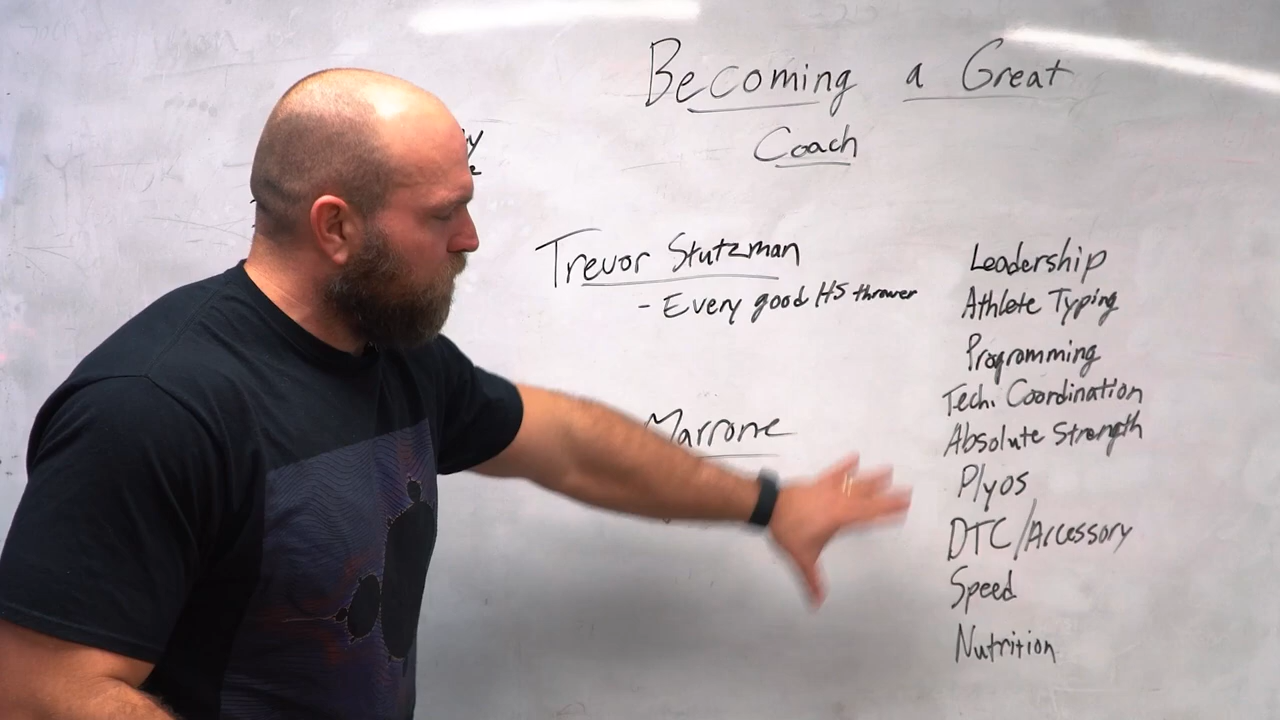 Becoming a Great
Coach
Trevor Stutzman
- Every good HS thrower
Marrone
Leadership
Athlete Typing
Programming
Tech. Coordination
Absolute Strength
Plyos
DTC/Accessory
Speed
Nutrition